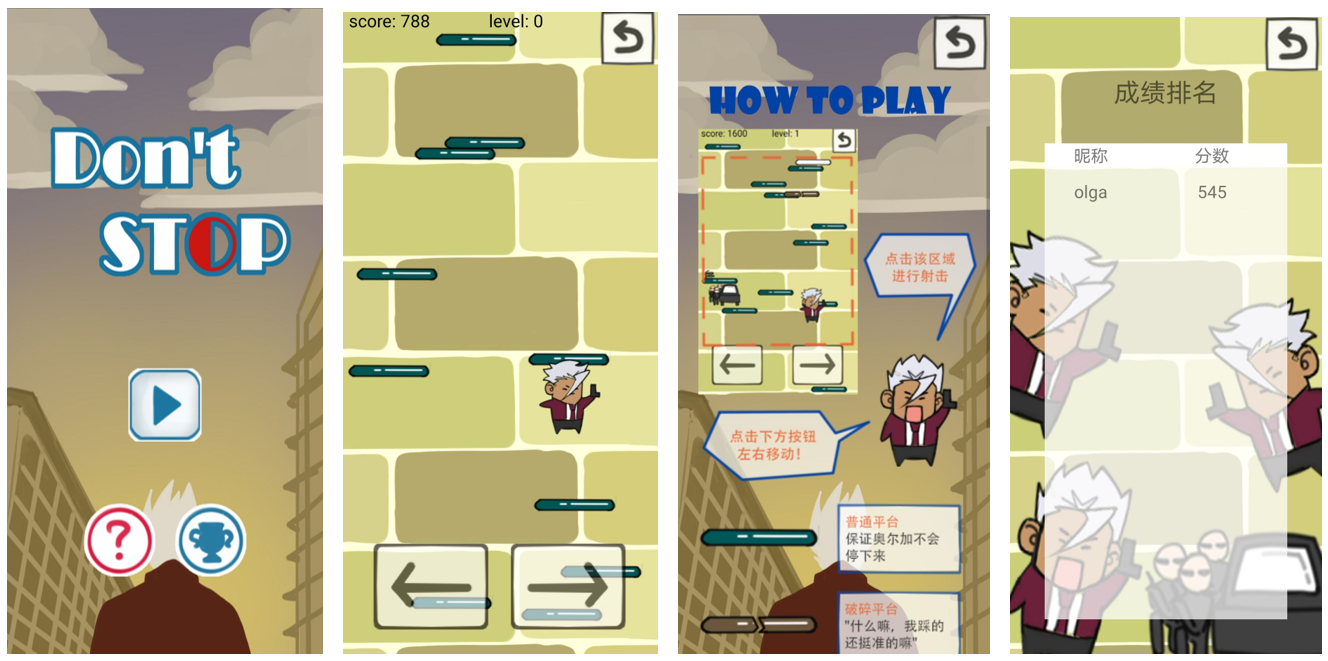 Don't
STOP
score: 788
level: 0
HOW TO PLAY
score: 1600
level: 1
点击该区域
进行射击
点击下方按钮
左右移动!
普通平台
保证奥尔加不会
停下来
破碎平台
"什么嘛，我踩的
还挺准的嘛"
成绩排名
昵称
分数
olga
545